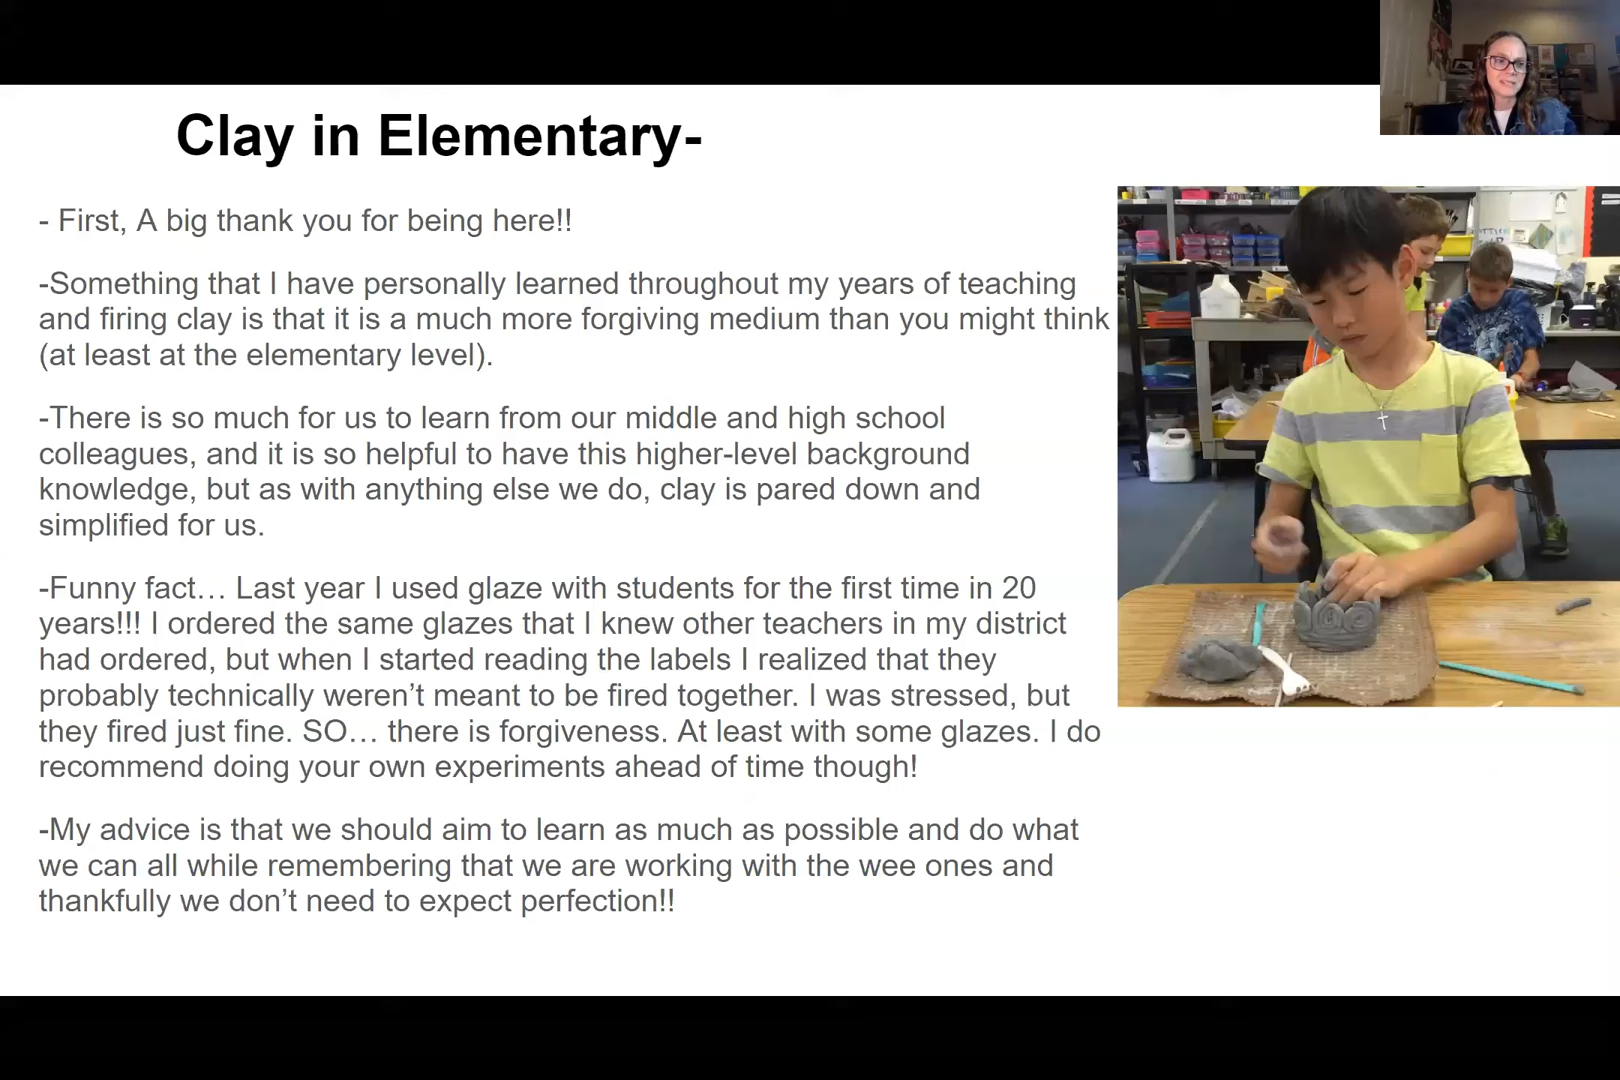 Clay in Elementary-
- First, A big thank you for being here!!
-Something that I have personally learned throughout my years of teaching
and firing clay is that it is a much more forgiving medium than you might think
(at least at the elementary level).
-There is so much for us to learn from our middle and high school
colleagues, and it is so helpful to have this higher-level background
knowledge, but as with anything else we do, clay is pared down and
simplified for us.
-Funny fact… Last year I used glaze with students for the first time in 20
years!!! I ordered the same glazes that I knew other teachers in my district
had ordered, but when I started reading the labels I realized that they
probably technically weren’t meant to be fired together. I was stressed, but
they fired just fine. SO… there is forgiveness. At least with some glazes. I do
recommend doing your own experiments ahead of time though!
-My advice is that we should aim to learn as much as possible and do what
we can all while remembering that we are working with the wee ones and
thankfully we don’t need to expect perfection!!